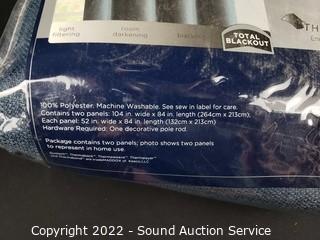 TH
En
light
filtering
room
darkening
blackout
TOTAL
BLACKOUT
100% Polyester. Machine Washable. See sew in label for care.
Contains two panels: 104 in. wide x 84 in. length (264cm x 213cm).
Each panel: 52 in. wide x 84 in. length (132cm x 213cm)
Hardware Required: One decorative pole rod.
Package contains two panels; photo shows two panels
to represent in home use.
Copyright 2022 - Sound Auction Service